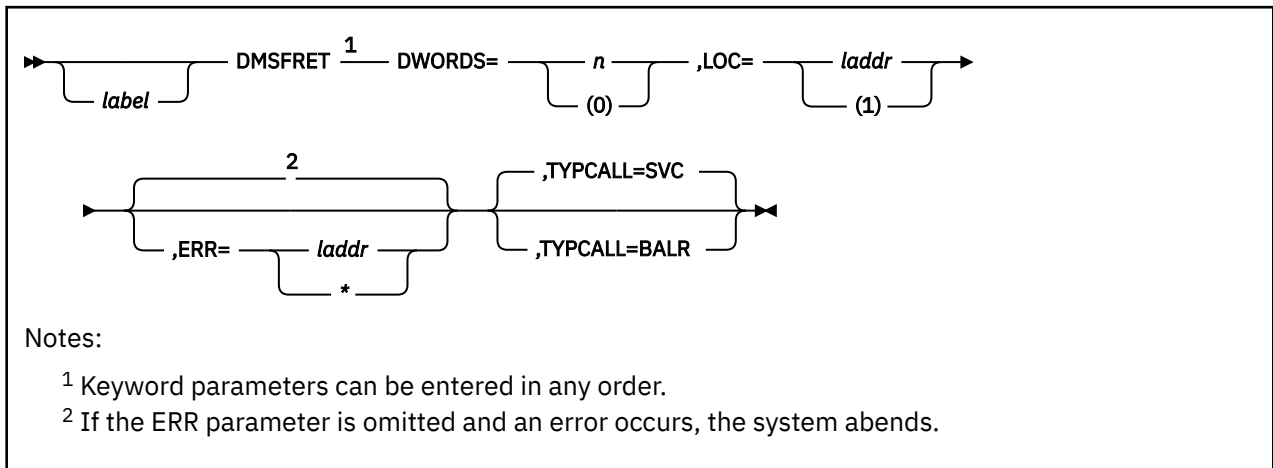 DMSFRET 1 DWORDS= n ,LOC= laddr
label (0) (1)
2 ,TYPCALL=SVC
,ERR= laddr ,TYPCALL=BALR
*
Notes:
1 Keyword parameters can be entered in any order.
2 If the ERR parameter is omitted and an error occurs, the system abends.